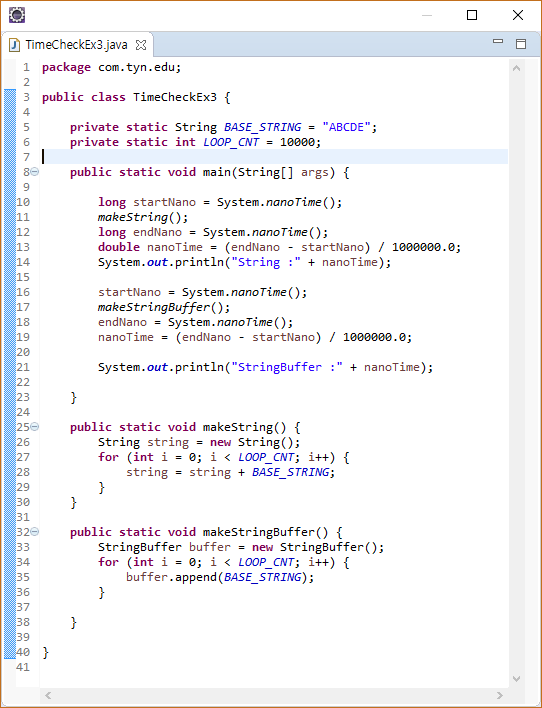 TimeCheckEx3.java
1 package com.tyn.edu;
2
3 public class TimeCheckEx3 {
4
5     private static String BASE_STRING = "ABCDE";
6     private static int LOOP_CNT = 10000;
7
8     public static void main(String[] args) {
9
10         long startNano = System.nanoTime();
11         makeString();
12         long endNano = System.nanoTime();
13         double nanoTime = (endNano - startNano) / 1000000.0;
14         System.out.println("String :" + nanoTime);
15
16         startNano = System.nanoTime();
17         makeStringBuffer();
18         endNano = System.nanoTime();
19         nanoTime = (endNano - startNano) / 1000000.0;
20
21         System.out.println("StringBuffer :" + nanoTime);
22
23     }
24
25     public static void makeString() {
26         String string = new String();
27         for (int i = 0; i < LOOP_CNT; i++) {
28             string = string + BASE_STRING;
29         }
30     }
31
32     public static void makeStringBuffer() {
33         StringBuffer buffer = new StringBuffer();
34         for (int i = 0; i < LOOP_CNT; i++) {
35             buffer.append(BASE_STRING);
36         }
37
38     }
39
40 }
41